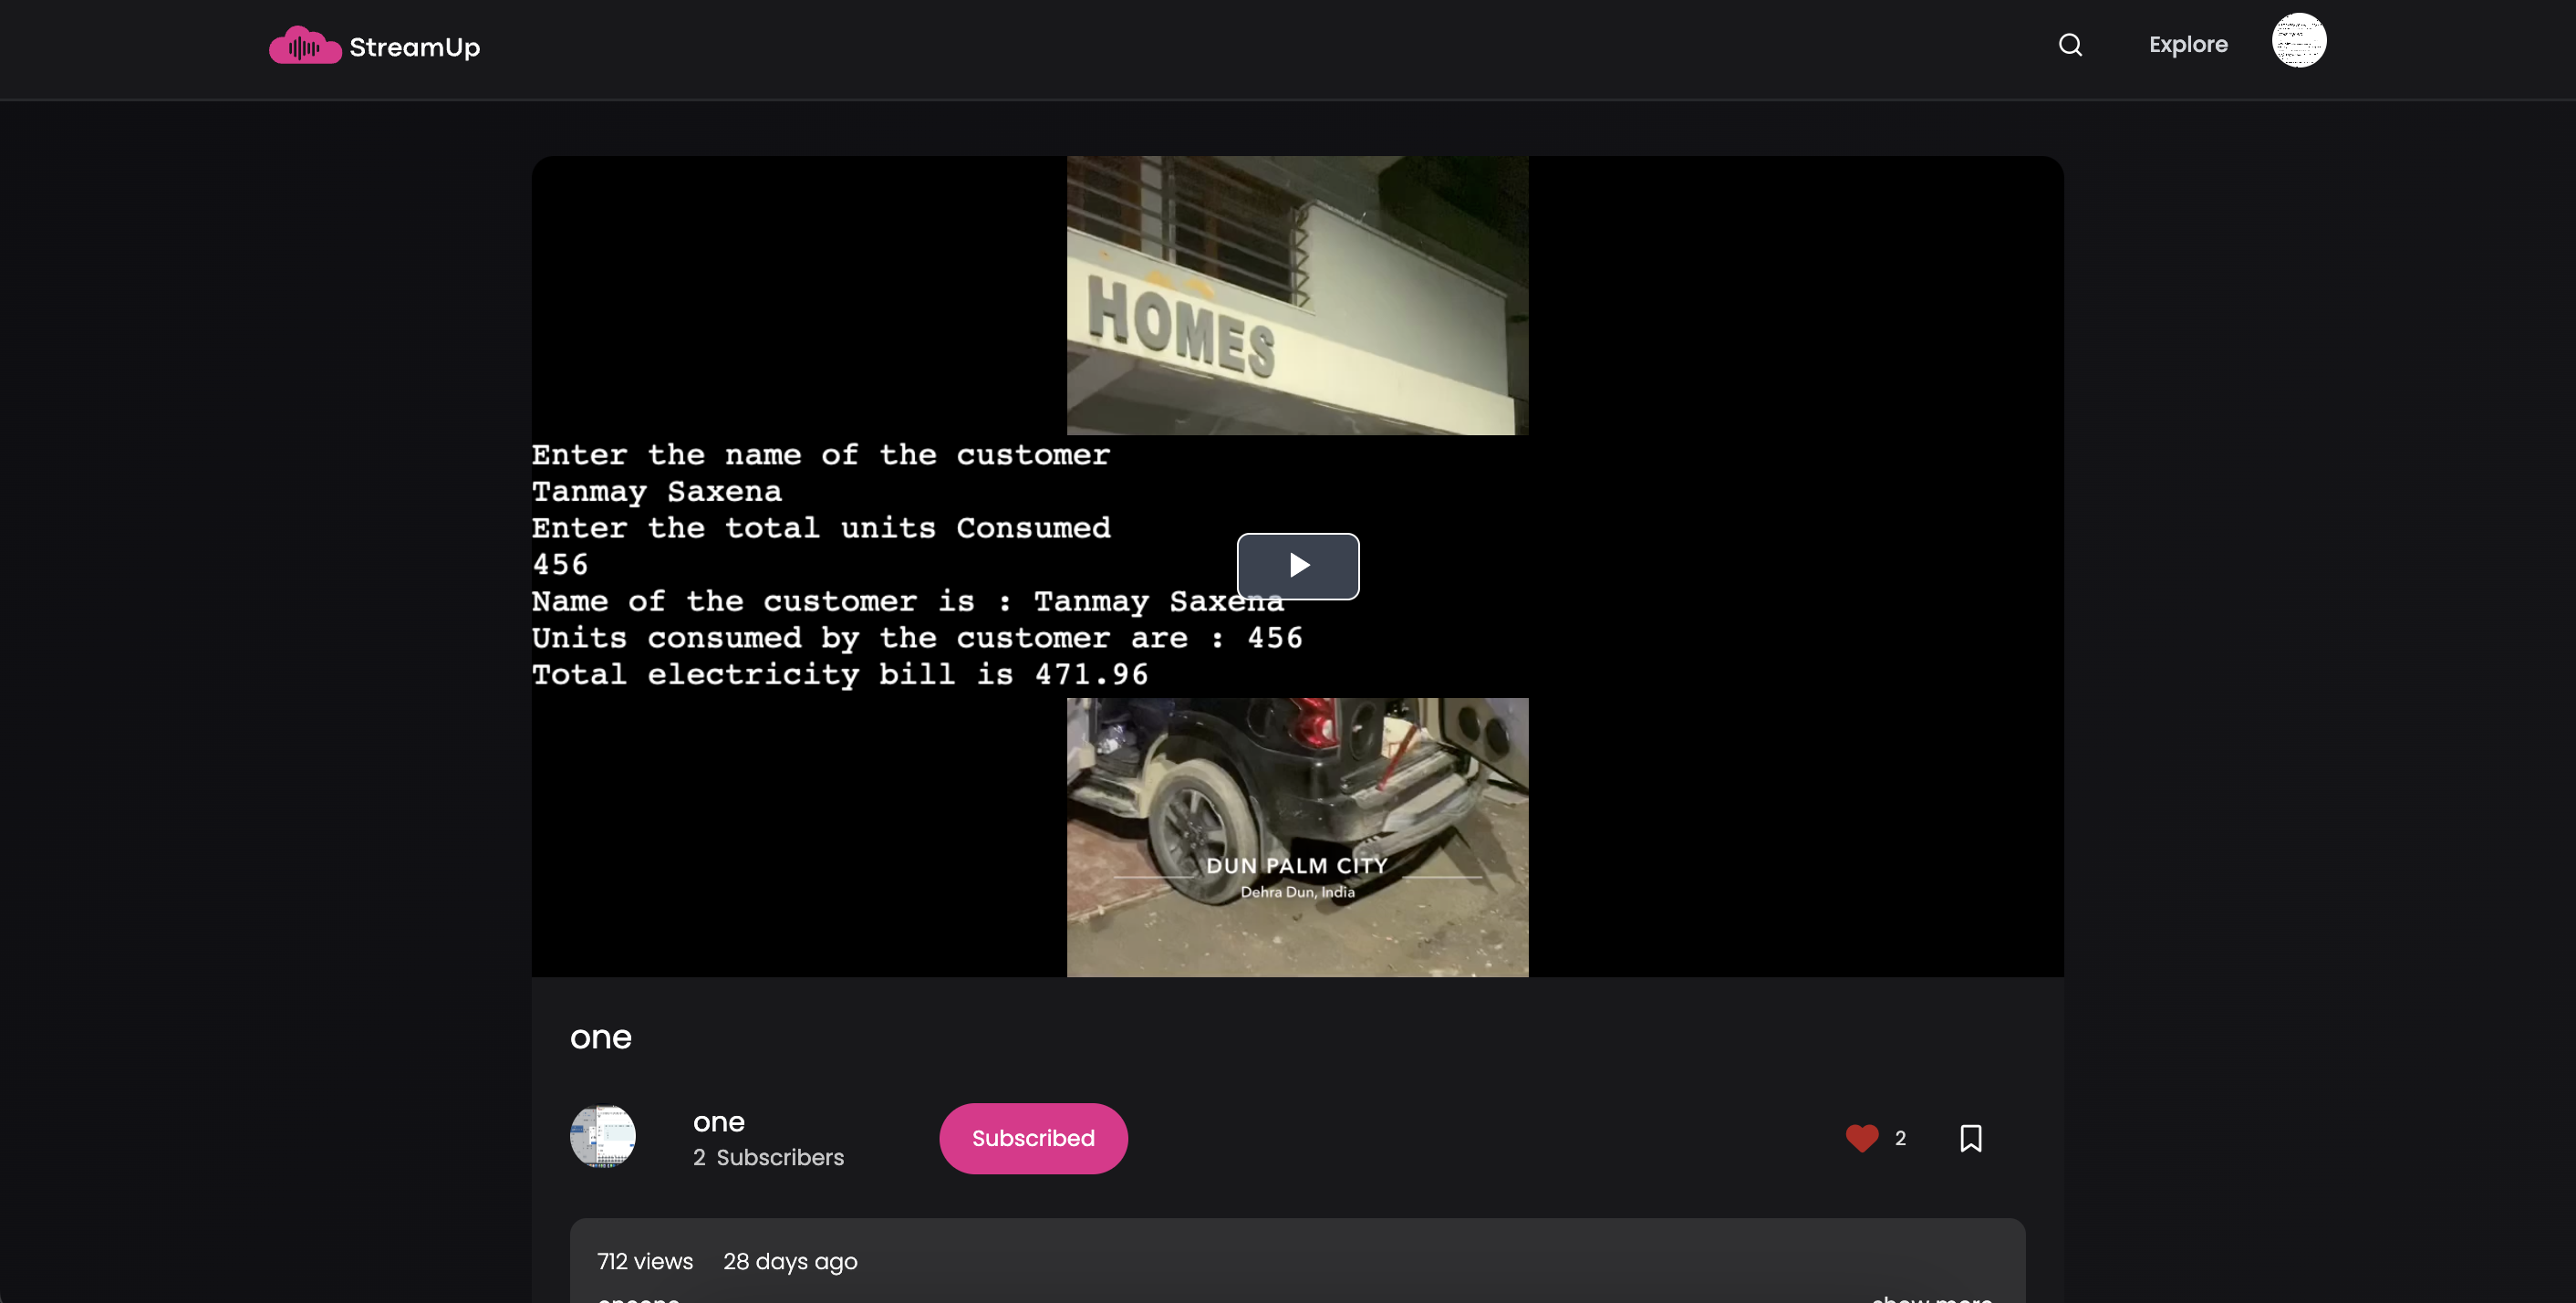 StreamUp
Explore
HOMES
Enter the name of the customer
Tanmay Saxena
Enter the total units Consumed
456
Name of the customer is : Tanmay Saxena
Units consumed by the customer are : 456
Total electricity bill is 471.96
DUN PALM CITY
Dehra Dun, India
one
one
2 Subscribers
Subscribed
2
712 views 28 days ago
show more